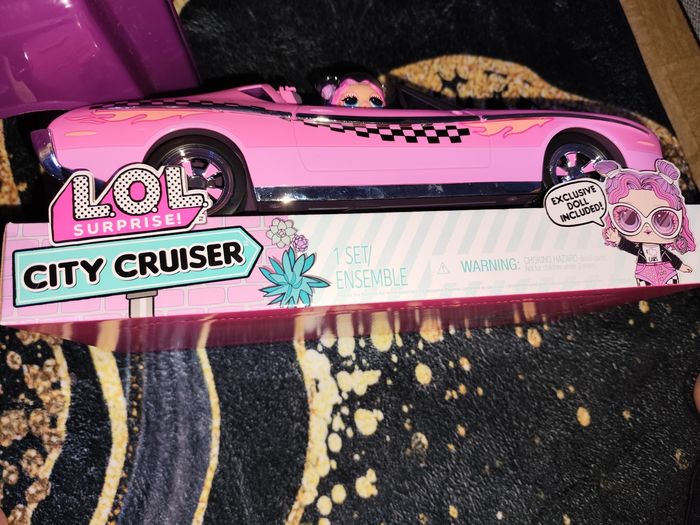 L.O.L
SURPRISE!
CITY CRUISER
1 SET/
ENSEMBLE
WARNING: CHOKING HAZARD
EXCLUSIVE
DOLL
INCLUDED!